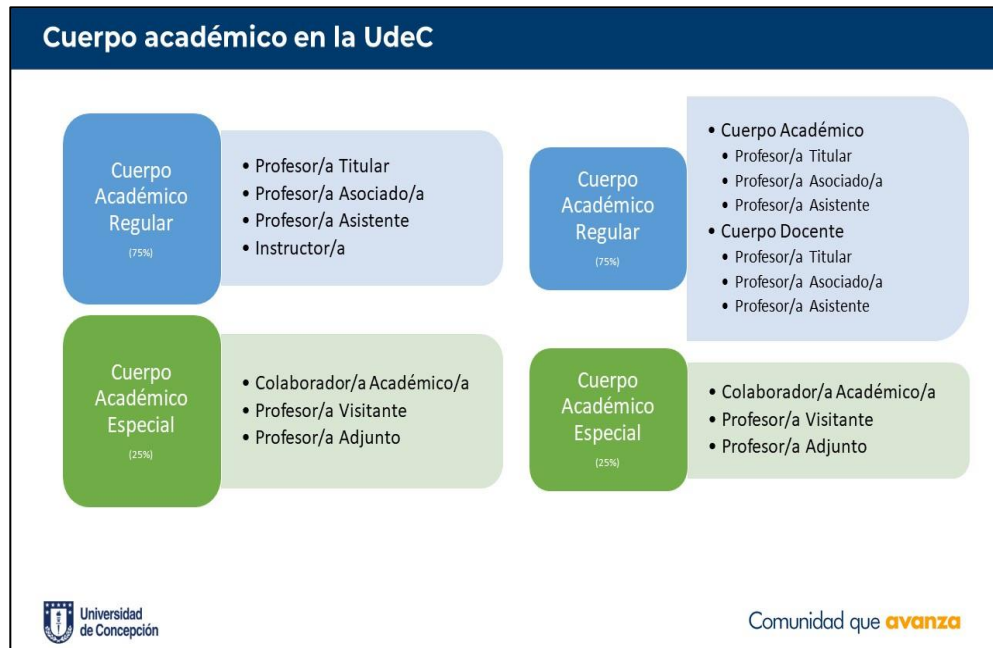 Cuerpo académico en la UdeC
Cuerpo
Académico
Regular
(75%)
• Profesor/a Titular
• Profesor/a Asociado/a
• Profesor/a Asistente
• Instructor/a
Cuerpo
Académico
Especial
(25%)
• Colaborador/a Académico/a
• Profesor/a Visitante
• Profesor/a Adjunto
Cuerpo
Académico
Regular
(75%)
• Cuerpo Académico
• Profesor/a Titular
• Profesor/a Asociado/a
• Profesor/a Asistente
• Cuerpo Docente
• Profesor/a Titular
• Profesor/a Asociado/a
• Profesor/a Asistente
Cuerpo
Académico
Especial
(25%)
• Colaborador/a Académico/a
• Profesor/a Visitante
• Profesor/a Adjunto
Universidad
de Concepción
Comunidad que avanza